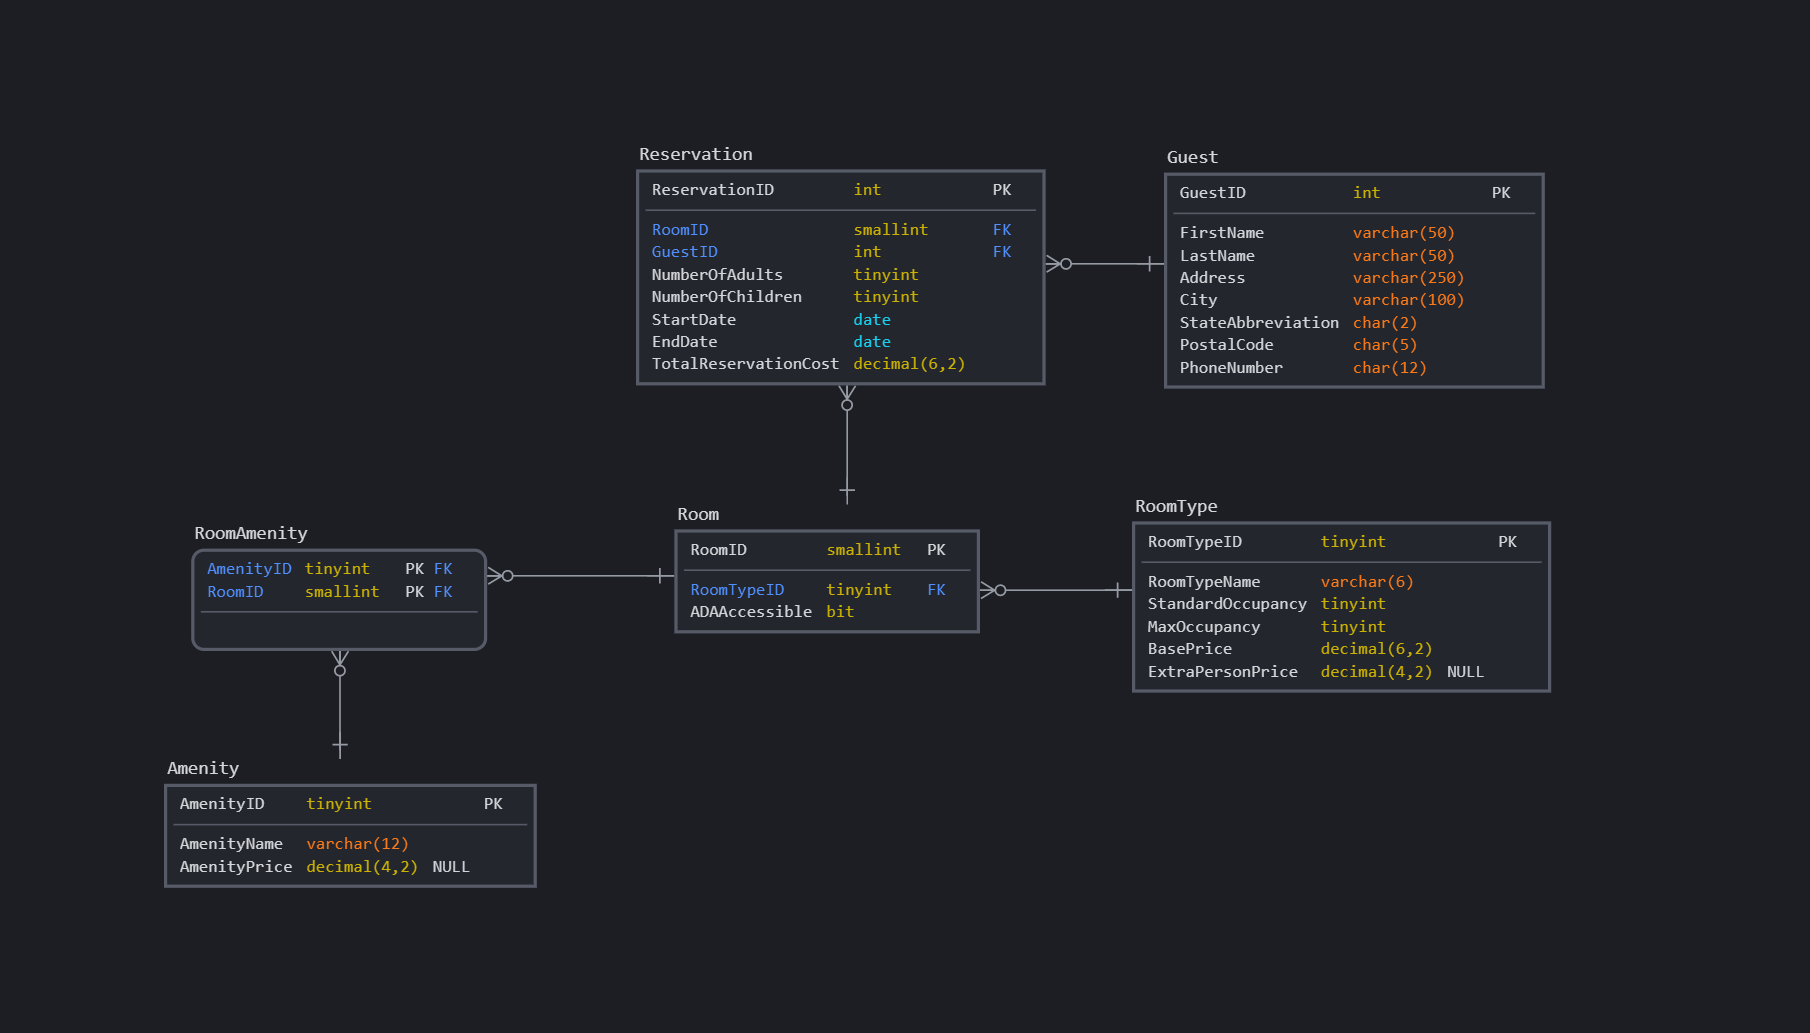 Reservation
ReservationID int PK
RoomID smallint FK
GuestID int FK
NumberOfAdults tinyint
NumberOfChildren tinyint
StartDate date
EndDate date
TotalReservationCost decimal(6,2)
Guest
GuestID int PK
FirstName varchar(50)
LastName varchar(50)
Address varchar(250)
City varchar(100)
StateAbbreviation char(2)
PostalCode char(5)
PhoneNumber char(12)
RoomAmenity
AmenityID tinyint PK FK
RoomID smallint PK FK
Room
RoomID smallint PK
RoomTypeID tinyint FK
ADAAccessible bit
RoomType
RoomTypeID tinyint PK
RoomTypeName varchar(6)
StandardOccupancy tinyint
MaxOccupancy tinyint
BasePrice decimal(6,2)
ExtraPersonPrice decimal(4,2) NULL
Amenity
AmenityID tinyint PK
AmenityName varchar(12)
AmenityPrice decimal(4,2) NULL